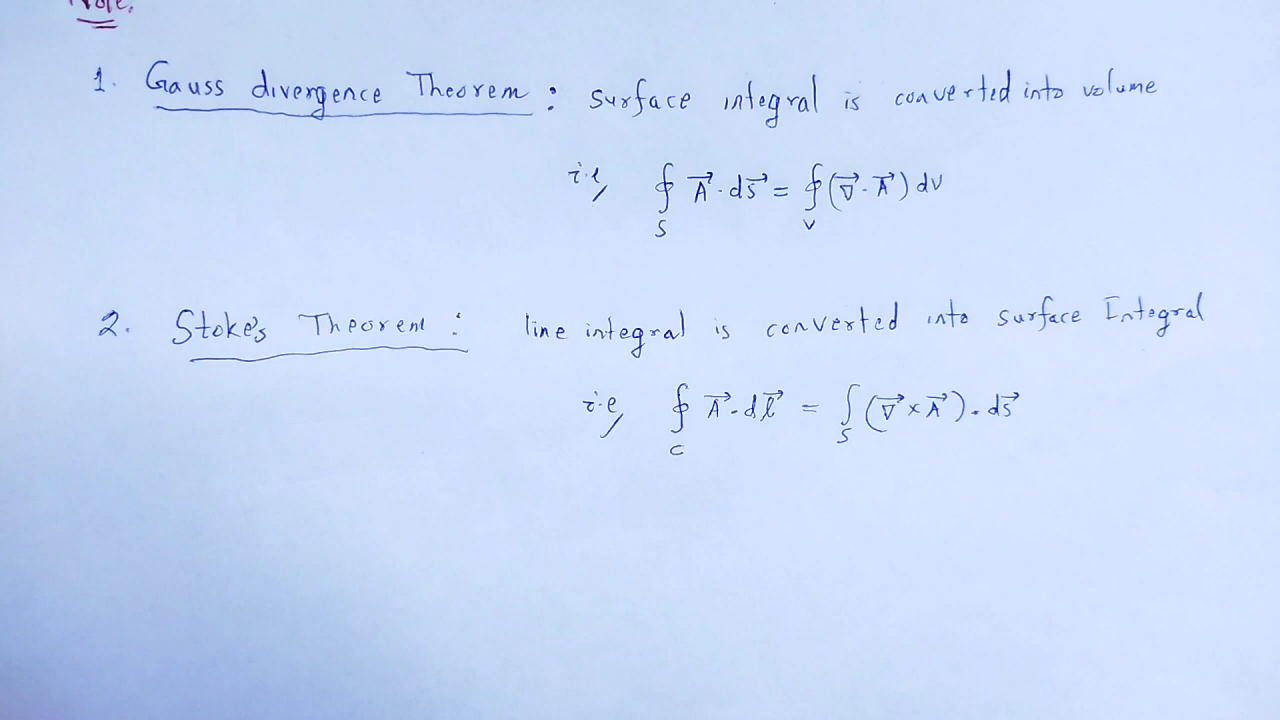 Note:
1. Gauss divergence Theorem : surface integral is converted into volume
i.e, ∮_S A⃗ · ds⃗ = ∮_V (∇⃗ · A⃗) dv
2. Stoke's Theorem : line integral is converted into surface Integral
i.e, ∮_C A⃗ · dl⃗ = ∫_S (∇⃗ × A⃗) · ds⃗